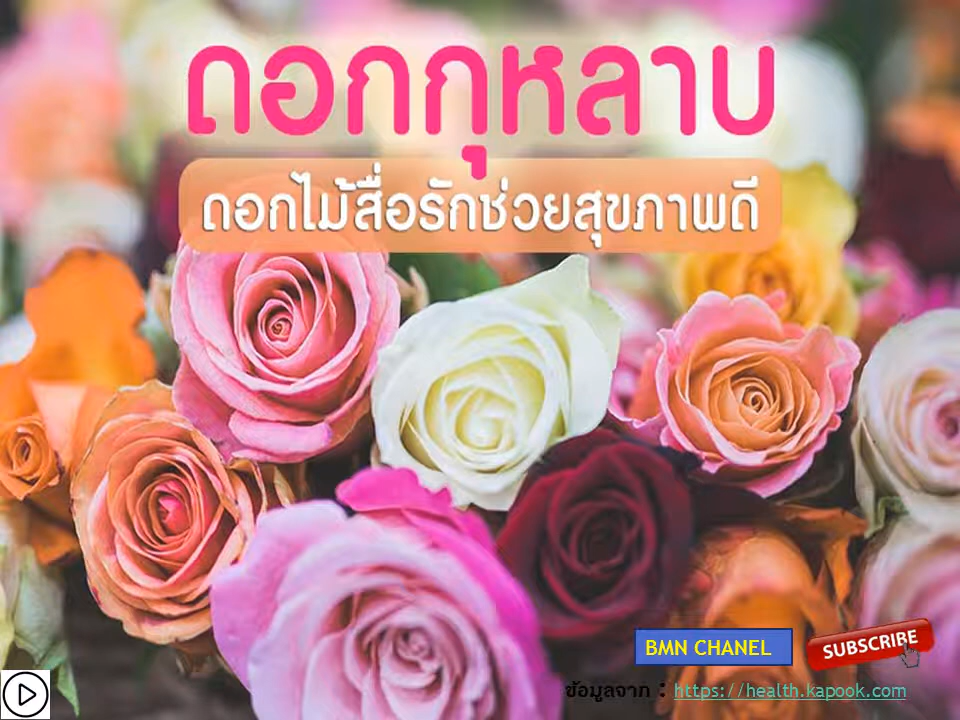 ดอกกุหลาบ
ดอกไม้สื่อรักช่วยสุขภาพดี
BMN CHANEL
SUBSCRIBE
ข้อมูลจาก : https://health.kapook.com